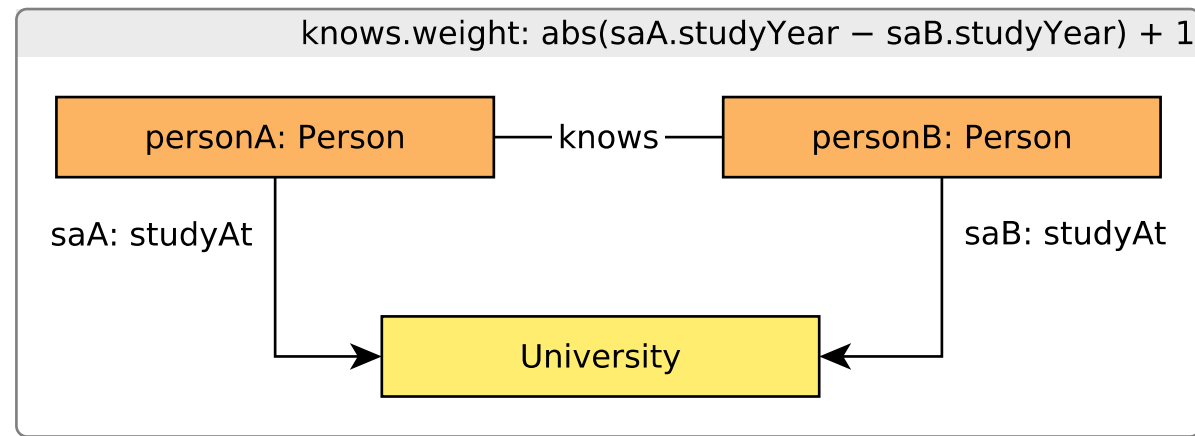 knows.weight: abs(saA.studyYear − saB.studyYear) + 1
personA: Person
knows
personB: Person
saA: studyAt
saB: studyAt
University